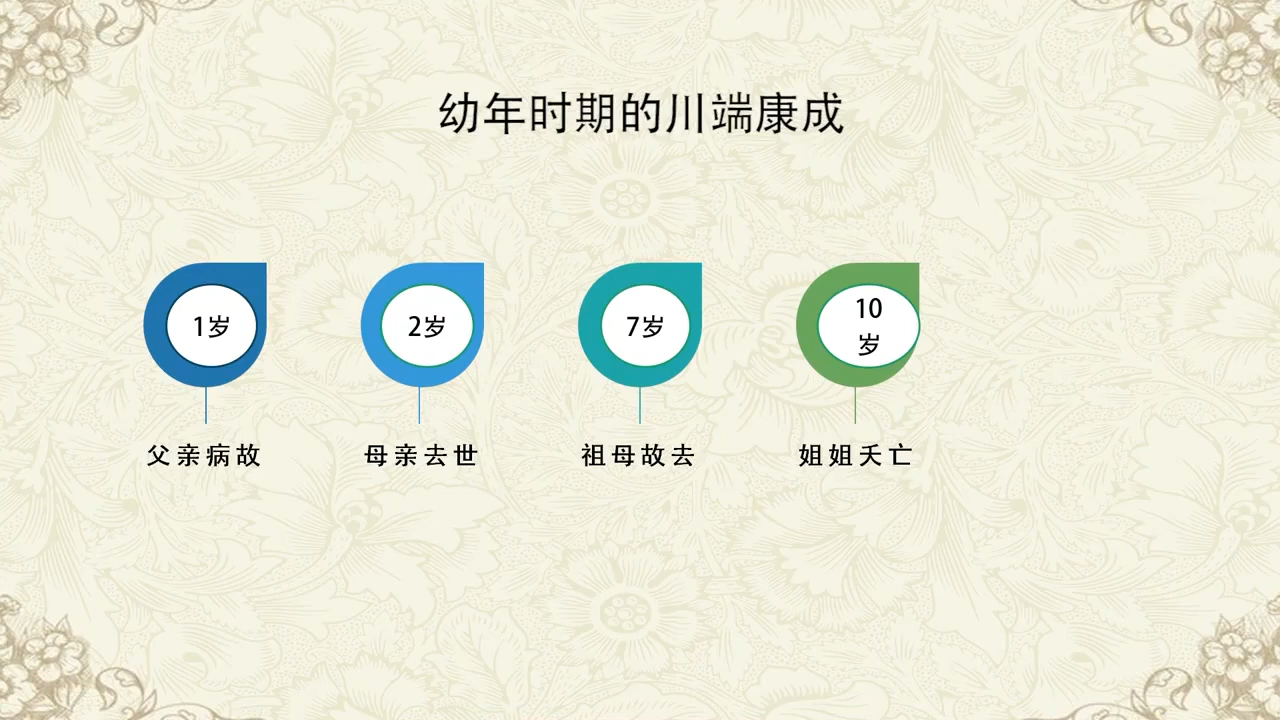 幼年时期的川端康成
1岁
2岁
7岁
10
岁
父亲病故
母亲去世
祖母故去
姐姐夭亡